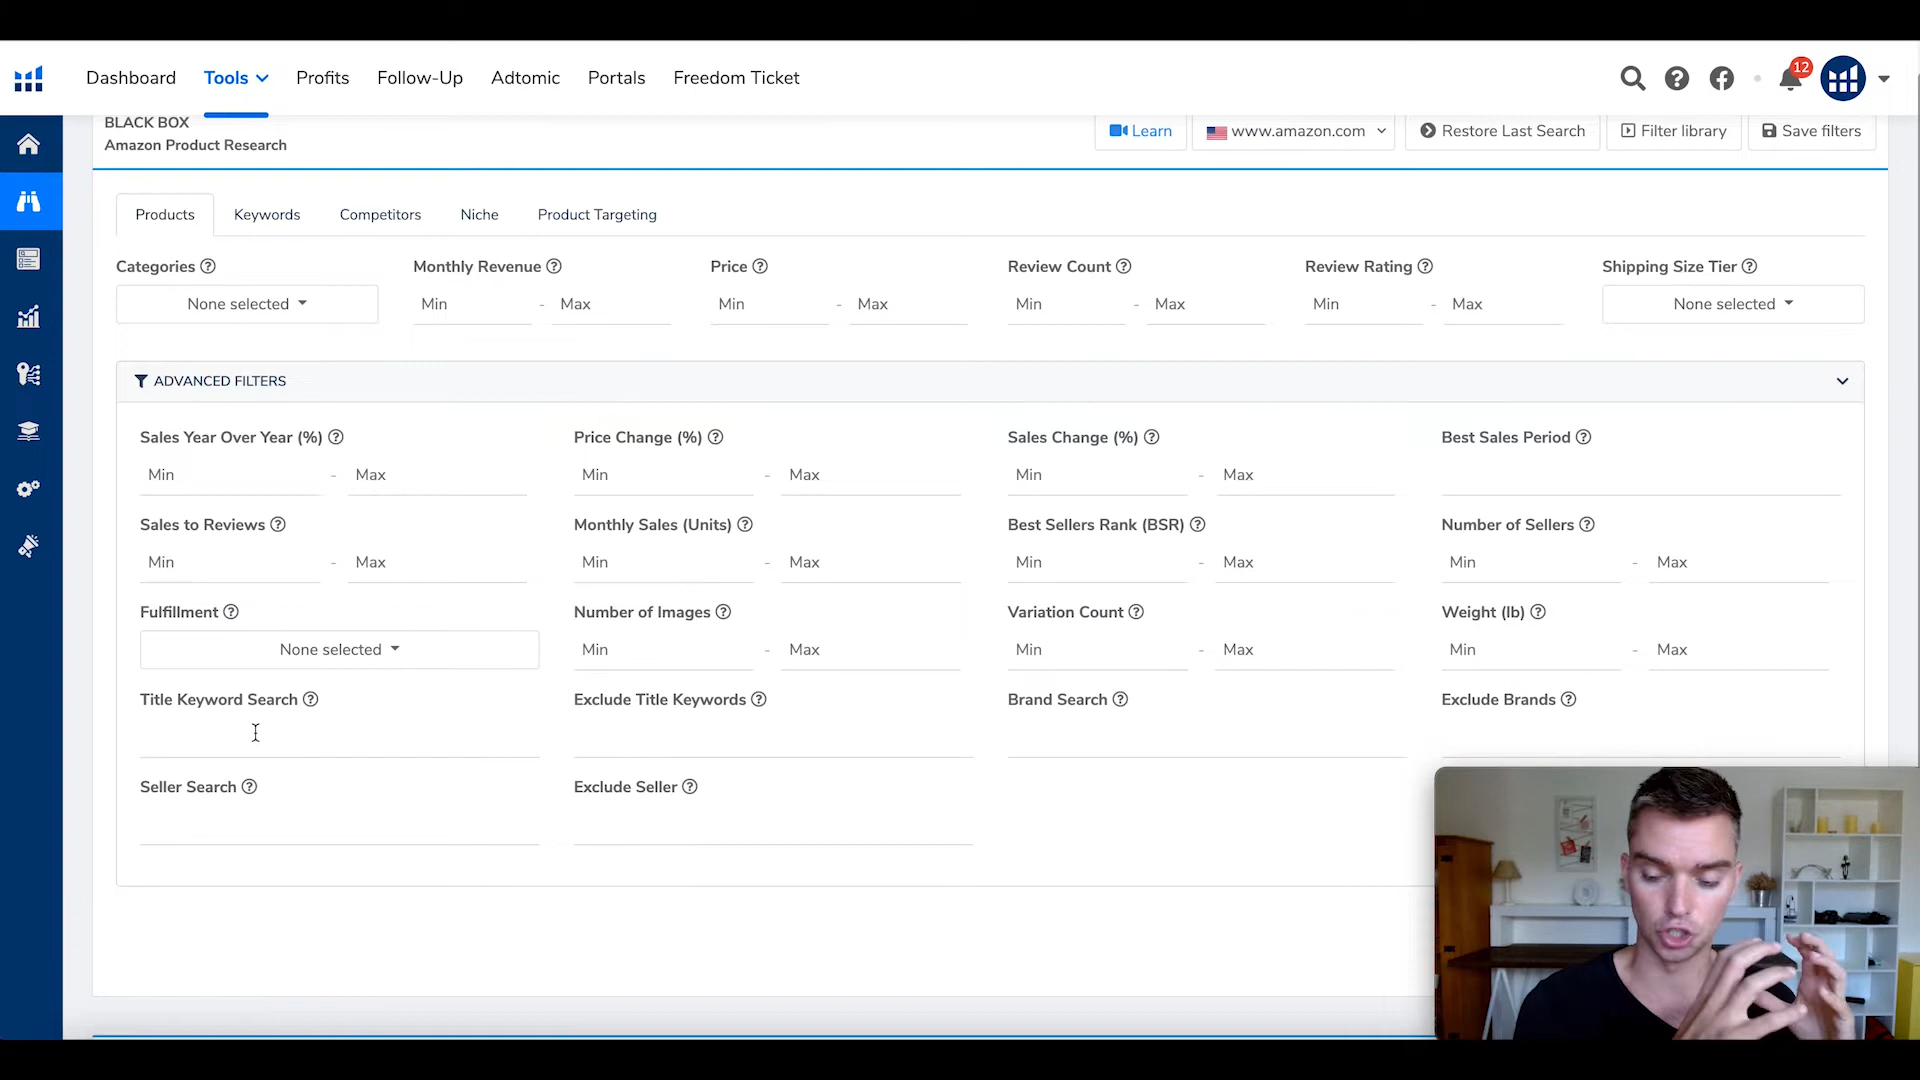 Dashboard Tools Profits Follow-Up Adtomic Portals Freedom Ticket 12
BLACK BOX
Amazon Product Research
Learn www.amazon.com Restore Last Search Filter library Save filters
Products Keywords Competitors Niche Product Targeting
Categories Monthly Revenue Price Review Count Review Rating Shipping Size Tier
None selected Min - Max Min - Max Min - Max Min - Max None selected
ADVANCED FILTERS
Sales Year Over Year (%) Price Change (%) Sales Change (%) Best Sales Period
Min - Max Min - Max Min - Max
Sales to Reviews Monthly Sales (Units) Best Sellers Rank (BSR) Number of Sellers
Min - Max Min - Max Min - Max Min - Max
Fulfillment Number of Images Variation Count Weight (lb)
None selected Min - Max Min - Max Min - Max
Title Keyword Search Exclude Title Keywords Brand Search Exclude Brands
Seller Search Exclude Seller